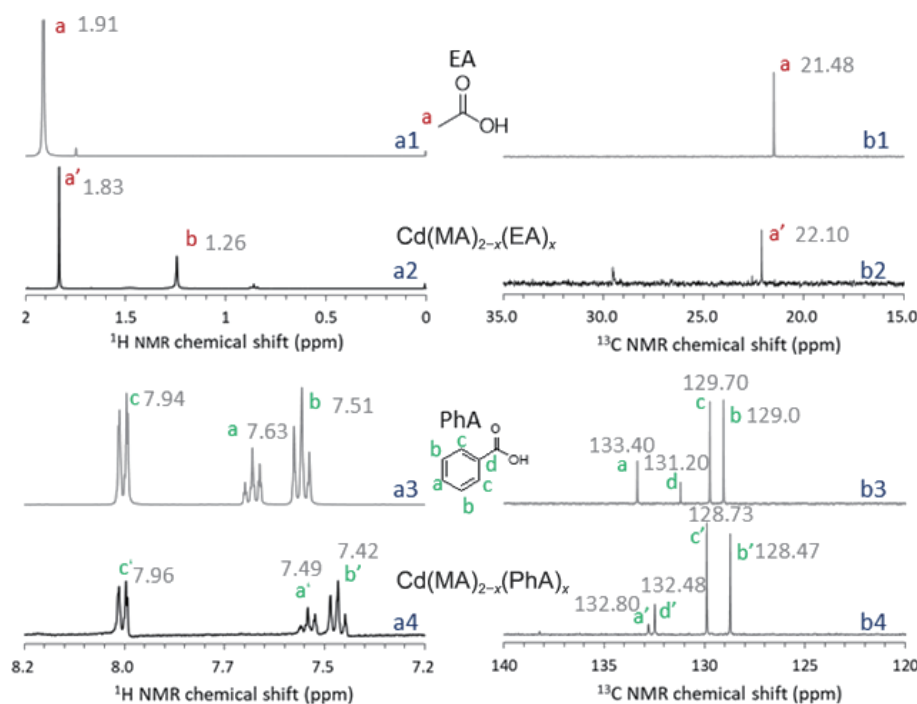 a 1.91
EA
O
a
OH
a 21.48
a1
b1
a' 1.83
b 1.26
Cd(MA)2−x(EA)x
a' 22.10
a2
b2
2 1.5 1 0.5 0
35.0 30.0 25.0 20.0 15.0
1H NMR chemical shift (ppm)
13C NMR chemical shift (ppm)
c 7.94
a 7.63
b 7.51
PhA
O
OH
b c d a c b
129.70
c
b 129.0
133.40
a
131.20
d
a3
b3
128.73
c' 7.96
7.49
a'
7.42
b'
Cd(MA)2−x(PhA)x
c'
b' 128.47
132.80
a'
132.48
d'
a4
b4
8.2 8.0 7.7 7.5 7.2
140 135 130 125 120
1H NMR chemical shift (ppm)
13C NMR chemical shift (ppm)